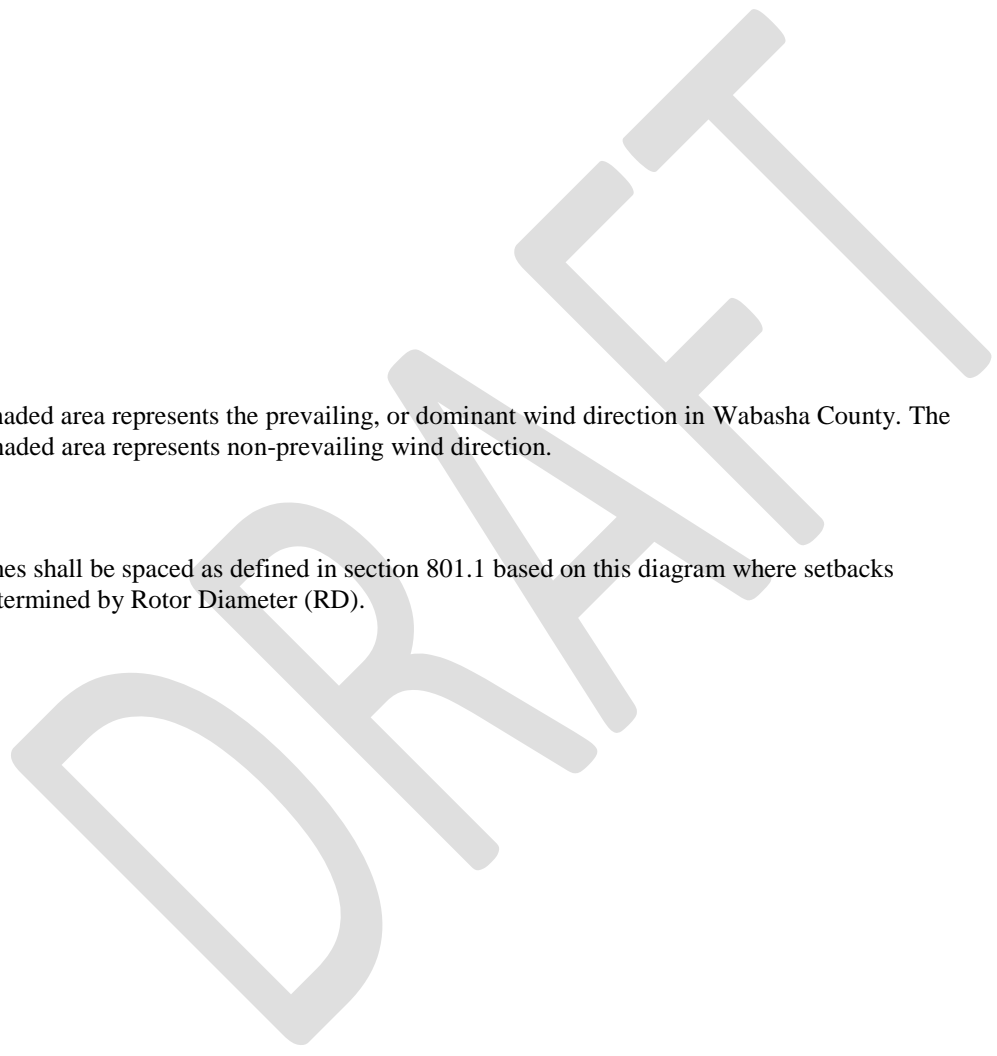 haded area represents the prevailing, or dominant wind direction in Wabasha County. The
haded area represents non-prevailing wind direction.
nes shall be spaced as defined in section 801.1 based on this diagram where setbacks
termined by Rotor Diameter (RD).
DRAFT